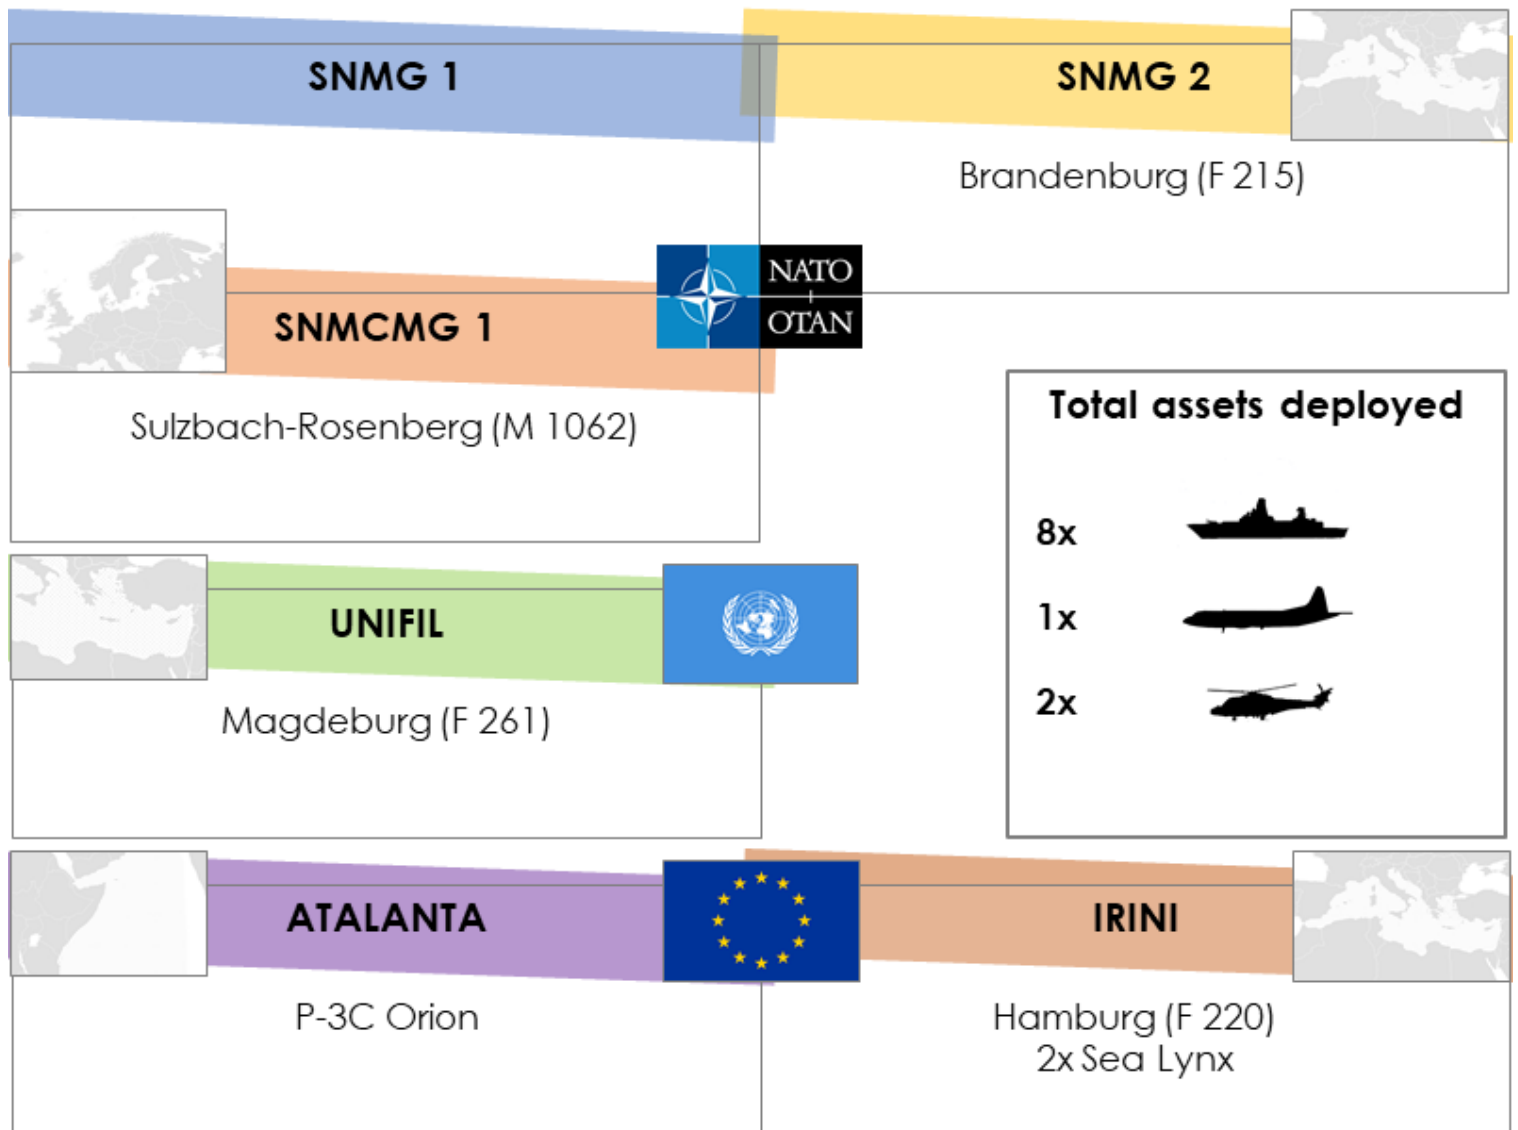 SNMG 1
SNMG 2
Brandenburg (F 215)
NATO
OTAN
SNMCMG 1
Sulzbach-Rosenberg (M 1062)
Total assets deployed
8x
1x
2x
UNIFIL
Magdeburg (F 261)
ATALANTA
P-3C Orion
IRINI
Hamburg (F 220)
2x Sea Lynx